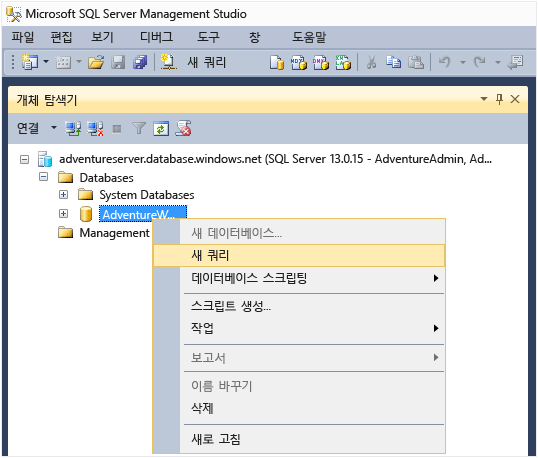 Microsoft SQL Server Management Studio
파일 편집 보기 디버그 도구 창 도움말
새 쿼리
개체 탐색기
연결
adventureserver.database.windows.net (SQL Server 13.0.15 - AdventureAdmin, Ad...
Databases
System Databases
AdventureW...
Management
새 데이터베이스...
새 쿼리
데이터베이스 스크립팅
스크립트 생성...
작업
보고서
이름 바꾸기
삭제
새로 고침